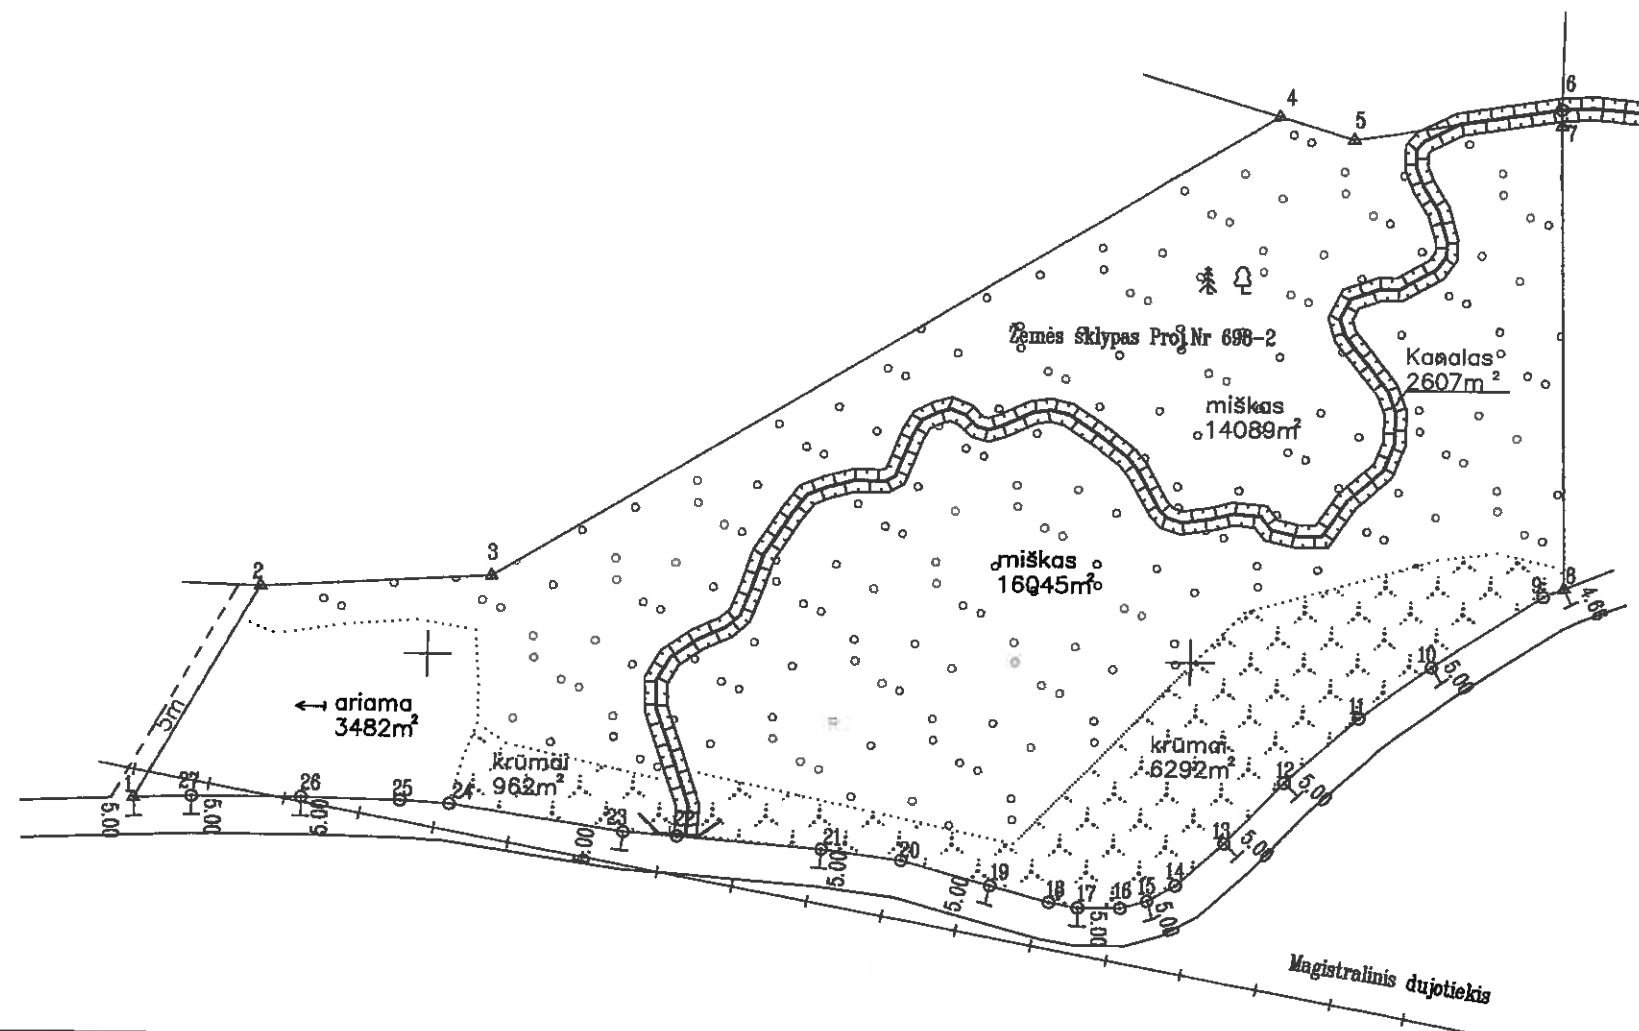 6
4
5
7
Žemės sklypas Proj.Nr 698-2
Kanalas
2607m²
miškas
14089m²
3
miškas
16045m²
2
8
9
4.66
10
5.00
5m
ariama
3482m²
11
krūmai
962m²
krūmai
6292m²
12
5.00
1
27
26
25
24
5.00
5.00
5.00
23
22
13
5.00
21
20
5.00
5.00
19
14
18
17
16
15
5.00
5.00
5.00
Magistralinis dujotiekis